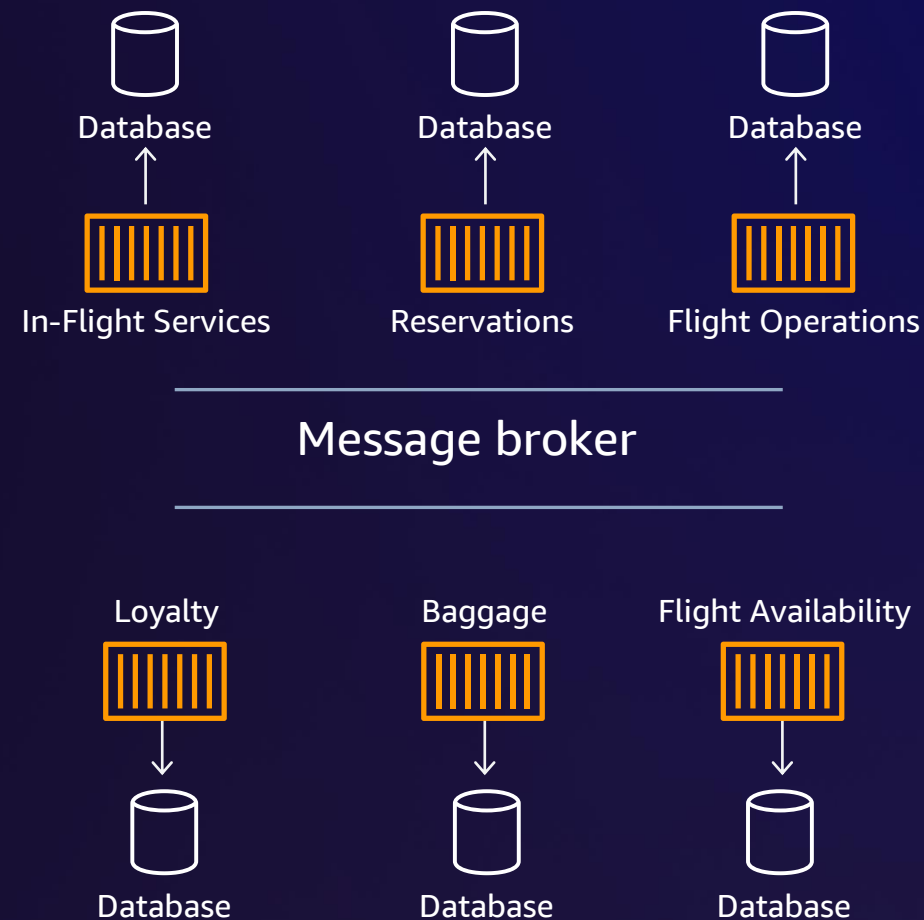 Database
Database
Database
In-Flight Services
Reservations
Flight Operations
Message broker
Loyalty
Baggage
Flight Availability
Database
Database
Database